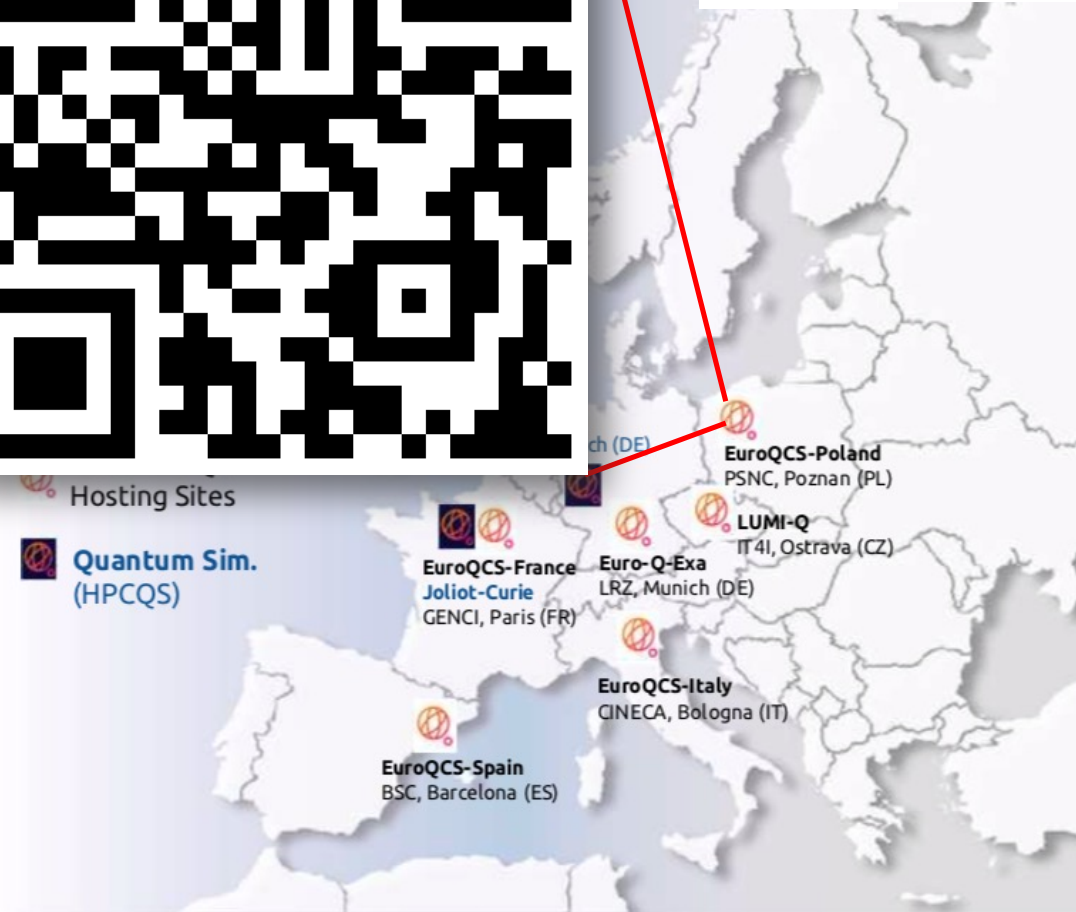 ch (DE)
EuroQCS-Poland
PSNC, Poznan (PL)
Hosting Sites
LUMI-Q
IT4I, Ostrava (CZ)
Quantum Sim.
(HPCQS)
EuroQCS-France
Joliot-Curie
GENCI, Paris (FR)
Euro-Q-Exa
LRZ, Munich (DE)
EuroQCS-Italy
CINECA, Bologna (IT)
EuroQCS-Spain
BSC, Barcelona (ES)